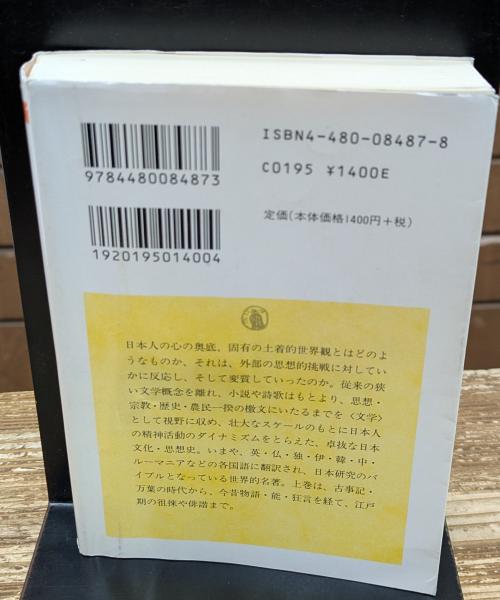 ISBN4-480-08487-8
C0195 ¥1400E
9784480084873
定価(本体価格1400円+税)
1920195014004
日本人の心の奥底、固有の土着的世界観とはどのよ
うなものか、それは、外部の思想的挑戦に対してい
かに反応し、そして変質していったのか。従来の狭
い文学概念を離れ、小説や詩歌はもとより、思想・
宗教・歴史・農民一揆の檄文にいたるまでを〈文学〉
として視野に収め、壮大なスケールのもとに日本人
の精神活動のダイナミズムをとらえた、卓抜な日本
文化・思想史。いまや、英・仏・独・伊・韓・中・
ルーマニアなどの各国語に翻訳され、日本研究のバ
イブルとなっている世界的名著。上巻は、古事記・
万葉の時代から、今昔物語・能・狂言を経て、江戸
期の徂徠や俳諧まで。